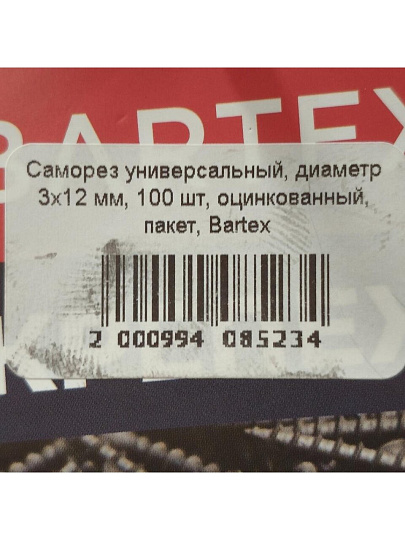 BARTEX
Саморез универсальный, диаметр
3х12 мм, 100 шт, оцинкованный,
пакет, Bartex
2 000994 085234